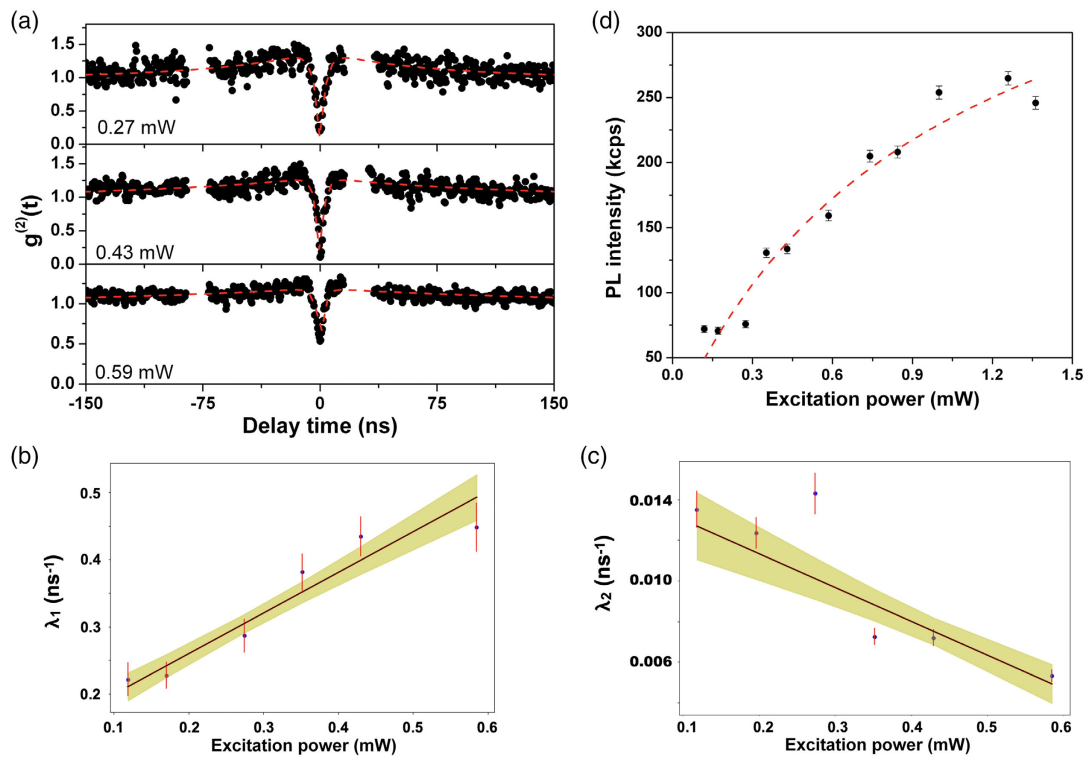 (a)
1.5
1.0
0.5
0.0
0.27 mW
1.5
1.0
0.5
0.0
0.43 mW
1.5
1.0
0.5
0.0
0.59 mW
g(2)(t)
-150 -75 0 75 150
Delay time (ns)
(d)
300
250
200
150
100
50
PL intensity (kcps)
0.0 0.3 0.6 0.9 1.2 1.5
Excitation power (mW)
(b)
0.5
0.4
0.3
0.2
λ1 (ns-1)
0.1 0.2 0.3 0.4 0.5 0.6
Excitation power (mW)
(c)
0.014
0.010
0.006
λ2 (ns-1)
0.1 0.2 0.3 0.4 0.5 0.6
Excitation power (mW)